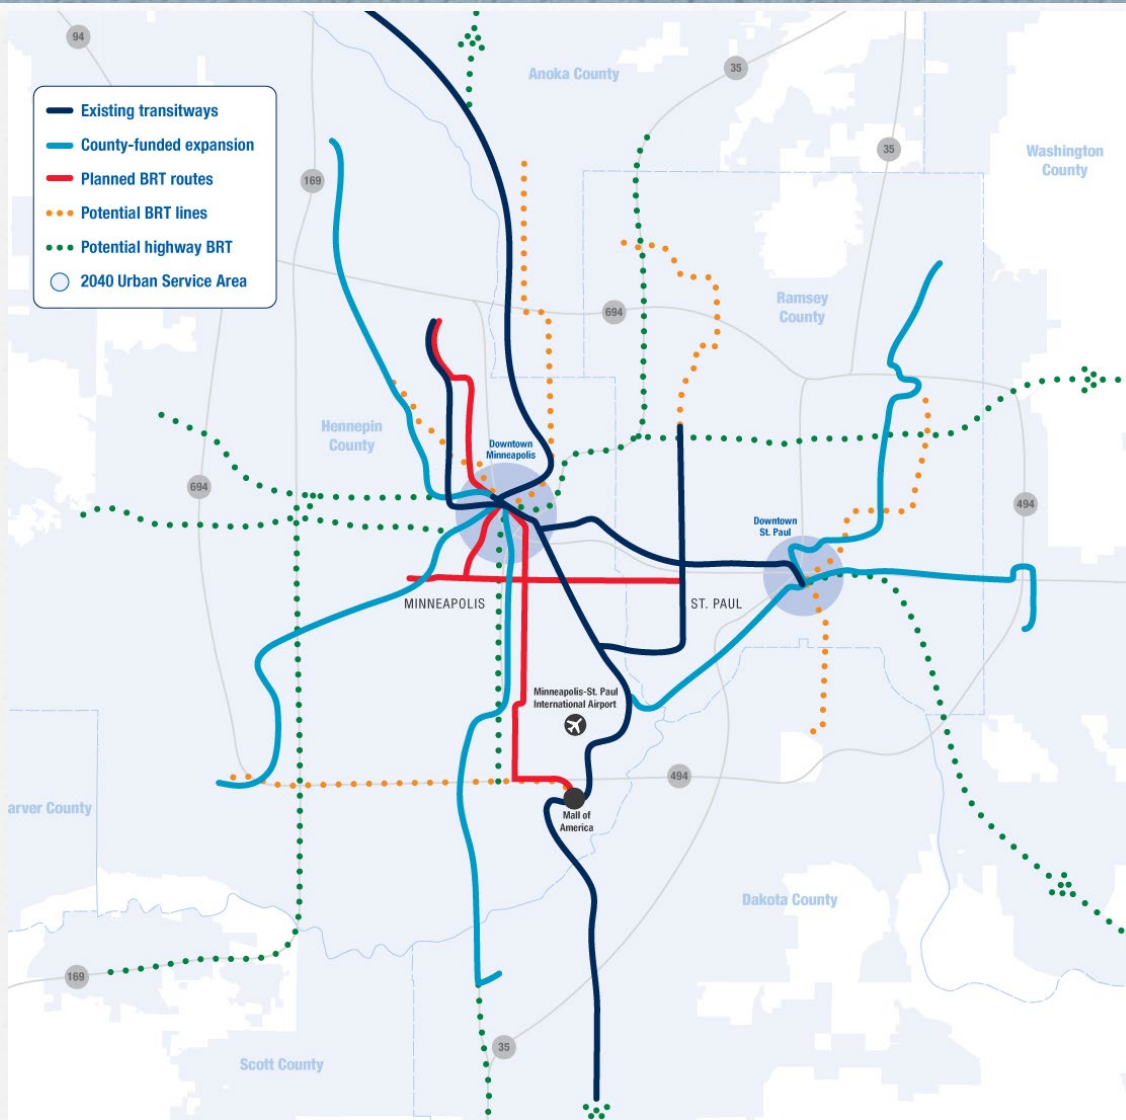 94
Anoka County
35
Existing transitways
County-funded expansion
Planned BRT routes
Potential BRT lines
Potential highway BRT
2040 Urban Service Area
169
35
Washington
County
694
Ramsey
County
Hennepin
County
Downtown
Minneapolis
694
494
Downtown
St. Paul
MINNEAPOLIS
ST. PAUL
Minneapolis-St. Paul
International Airport
494
arver County
Mall of
America
Dakota County
169
35
Scott County